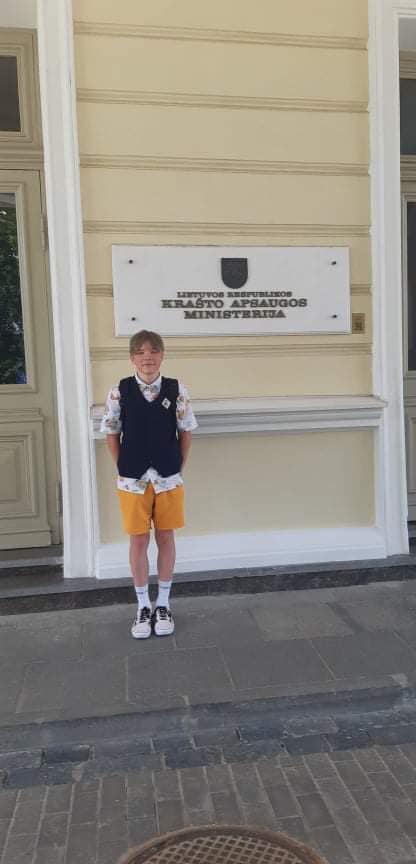 LIETUVOS RESPUBLIKOS
KRAŠTO APSAUGOS
MINISTERIJA